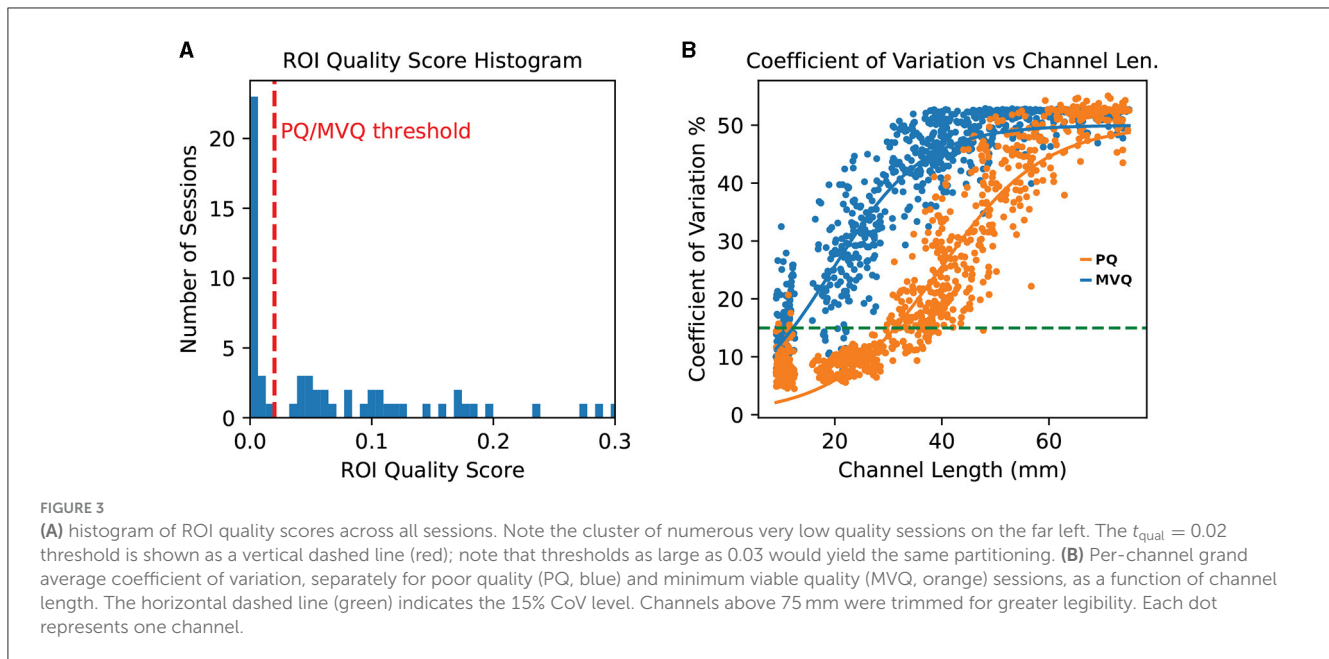 A
ROI Quality Score Histogram
PQ/MVQ threshold
Number of Sessions
20
15
10
5
0
0.0 0.1 0.2 0.3
ROI Quality Score
B
Coefficient of Variation vs Channel Len.
Coefficient of Variation %
50
40
30
20
10
0
PQ
MVQ
20 40 60
Channel Length (mm)
FIGURE 3
(A) histogram of ROI quality scores across all sessions. Note the cluster of numerous very low quality sessions on the far left. The tqual = 0.02
threshold is shown as a vertical dashed line (red); note that thresholds as large as 0.03 would yield the same partitioning. (B) Per-channel grand
average coefficient of variation, separately for poor quality (PQ, blue) and minimum viable quality (MVQ, orange) sessions, as a function of channel
length. The horizontal dashed line (green) indicates the 15% CoV level. Channels above 75 mm were trimmed for greater legibility. Each dot
represents one channel.